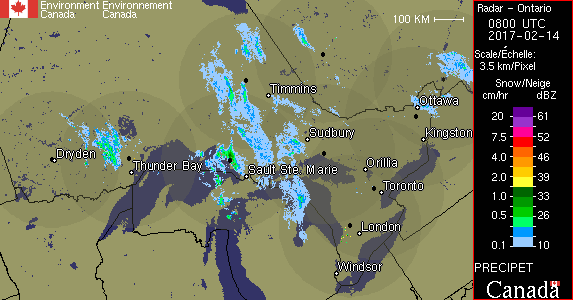 Environment Environnement
Canada Canada
100 KM
Timmins
Ottawa
Sudbury
Kingston
Dryden
Thunder Bay
Sault Ste. Marie
Orillia
Toronto
London
Windsor
Radar - Ontario
0800 UTC
2017-02-14
Scale/Échelle:
3.5 km/Pixel
Snow/Neige
cm/hr dBZ
20 61
7.5 52
4.0 46
2.0 39
1.0 33
0.5 26
0.1 10
PRECIPET
Canada